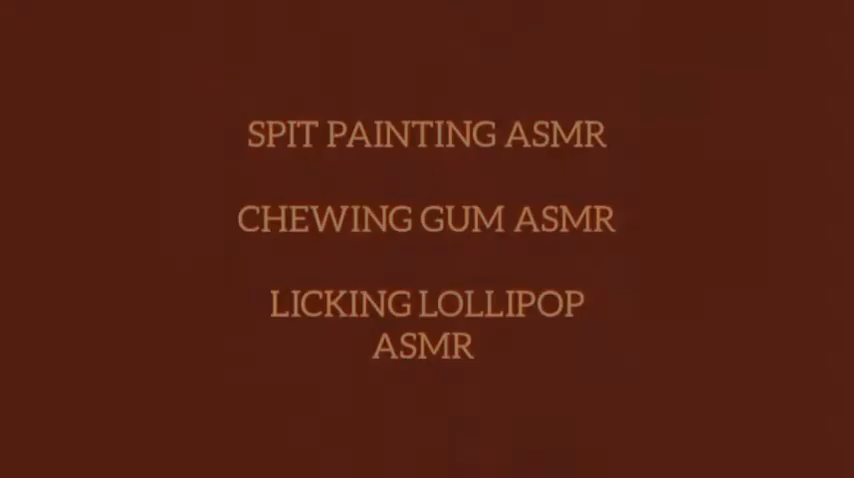 SPIT PAINTING ASMR
CHEWING GUM ASMR
LICKING LOLLIPOP
ASMR